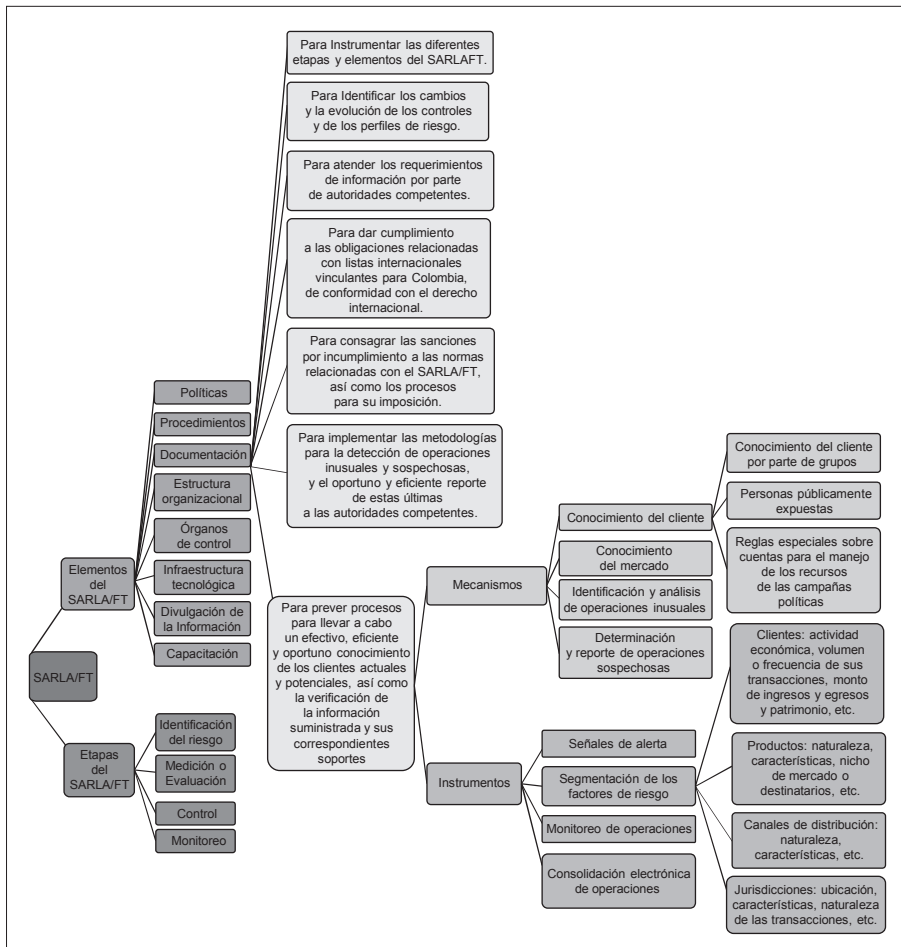 Para Instrumentar las diferentes
etapas y elementos del SARLAFT.
Para Identificar los cambios
y la evolución de los controles
y de los perfiles de riesgo.
Para atender los requerimientos
de información por parte
de autoridades competentes.
Para dar cumplimiento
a las obligaciones relacionadas
con listas internacionales
vinculantes para Colombia,
de conformidad con el derecho
internacional.
Para consagrar las sanciones
por incumplimiento a las normas
relacionadas con el SARLA/FT,
así como los procesos
para su imposición.
Para implementar las metodologías
para la detección de operaciones
inusuales y sospechosas,
y el oportuno y eficiente reporte
de estas últimas
a las autoridades competentes.
Políticas
Procedimientos
Documentación
Estructura
organizacional
Órganos
de control
Infraestructura
tecnológica
Divulgación de
la Información
Capacitación
Elementos
del
SARLA/FT
SARLA/FT
Etapas
del
SARLA/FT
Identificación
del riesgo
Medición o
Evaluación
Control
Monitoreo
Para prever procesos
para llevar a cabo
un efectivo, eficiente
y oportuno conocimiento
de los clientes actuales
y potenciales, así como
la verificación de
la información
suministrada y sus
correspondientes
soportes
Mecanismos
Conocimiento del cliente
Conocimiento
del mercado
Identificación y análisis
de operaciones inusuales
Determinación
y reporte de operaciones
sospechosas
Conocimiento del cliente
por parte de grupos
Personas públicamente
expuestas
Reglas especiales sobre
cuentas para el manejo
de los recursos
de las campañas
políticas
Instrumentos
Señales de alerta
Segmentación de los
factores de riesgo
Monitoreo de operaciones
Consolidación electrónica
de operaciones
Clientes: actividad
económica, volumen
o frecuencia de sus
transacciones, monto
de ingresos y egresos
y patrimonio, etc.
Productos: naturaleza,
características, nicho
de mercado o
destinatarios, etc.
Canales de distribución:
naturaleza,
características, etc.
Jurisdicciones: ubicación,
características, naturaleza
de las transacciones, etc.